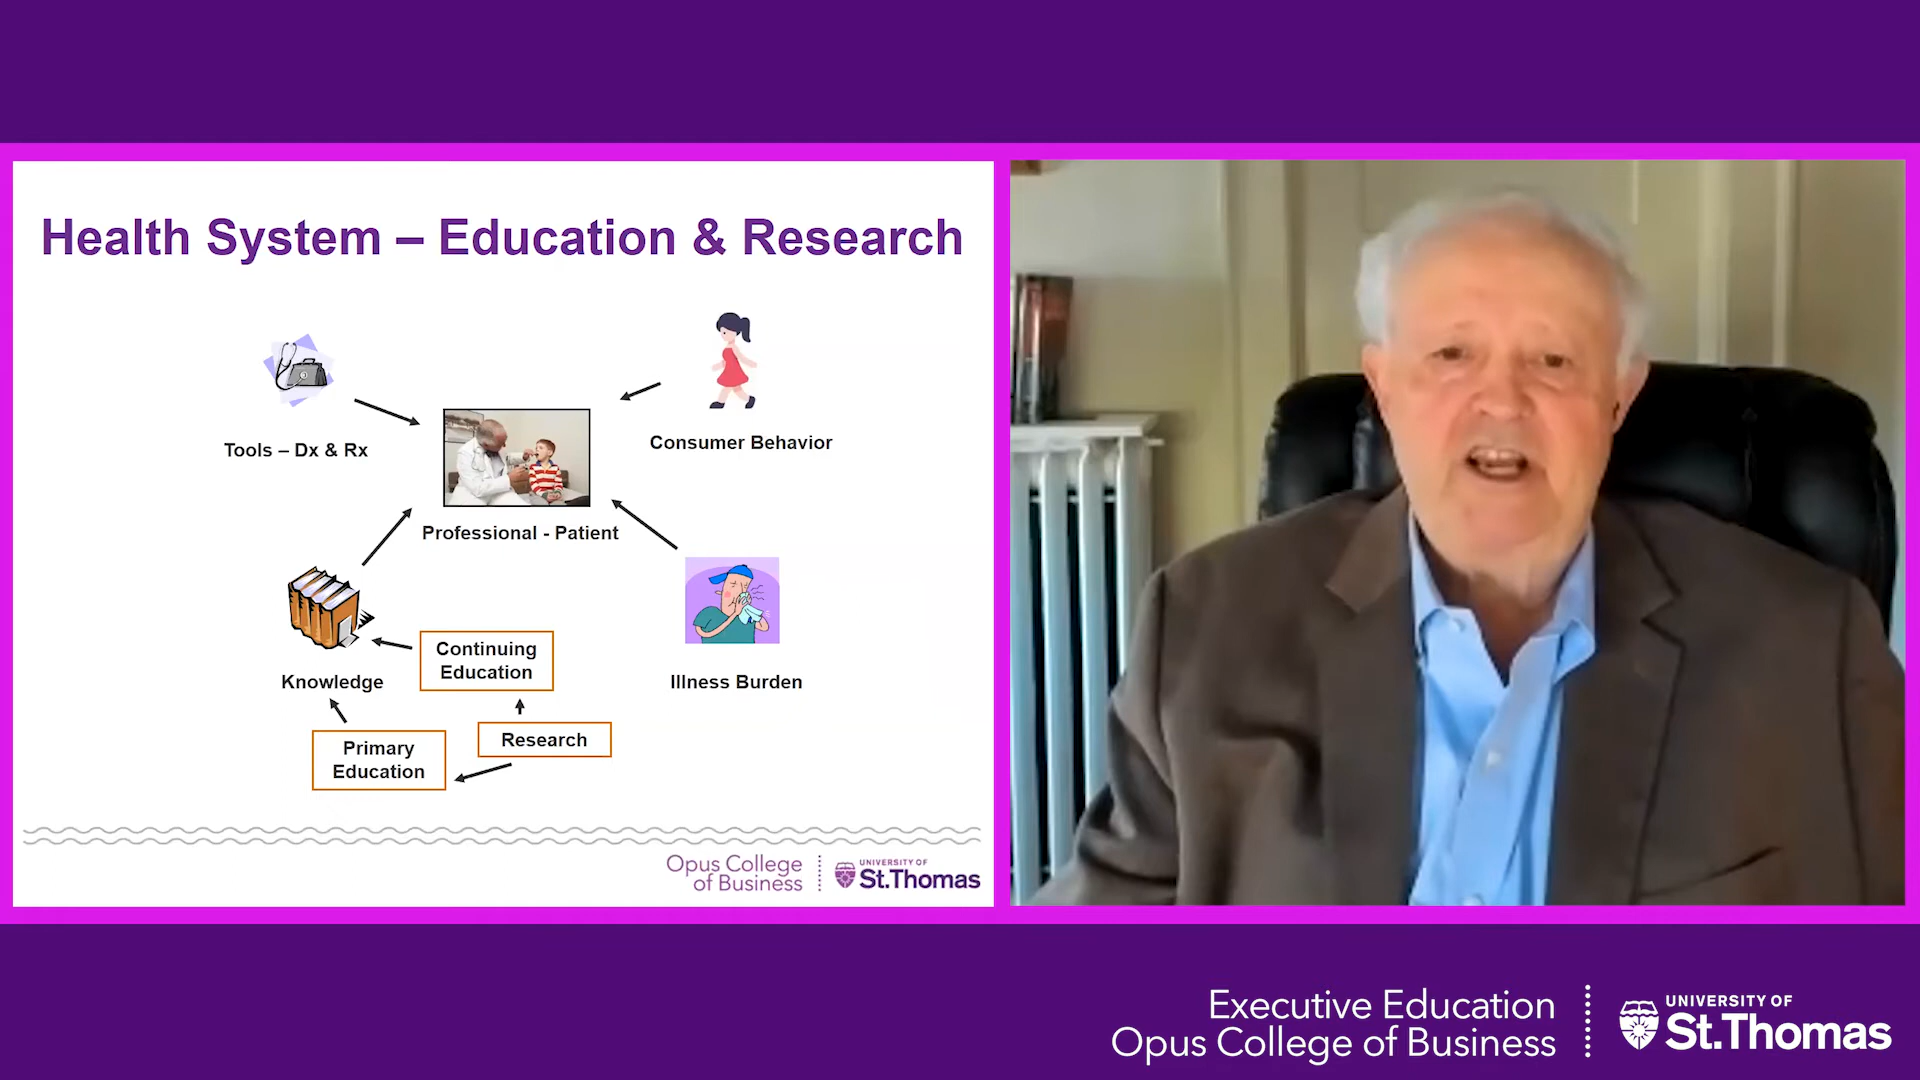 Health System – Education & Research
Tools – Dx & Rx
Consumer Behavior
Professional - Patient
Continuing
Education
Knowledge
Illness Burden
Research
Primary
Education
Opus College
of Business
UNIVERSITY OF
St.Thomas
Executive Education
Opus College of Business
UNIVERSITY OF
St.Thomas